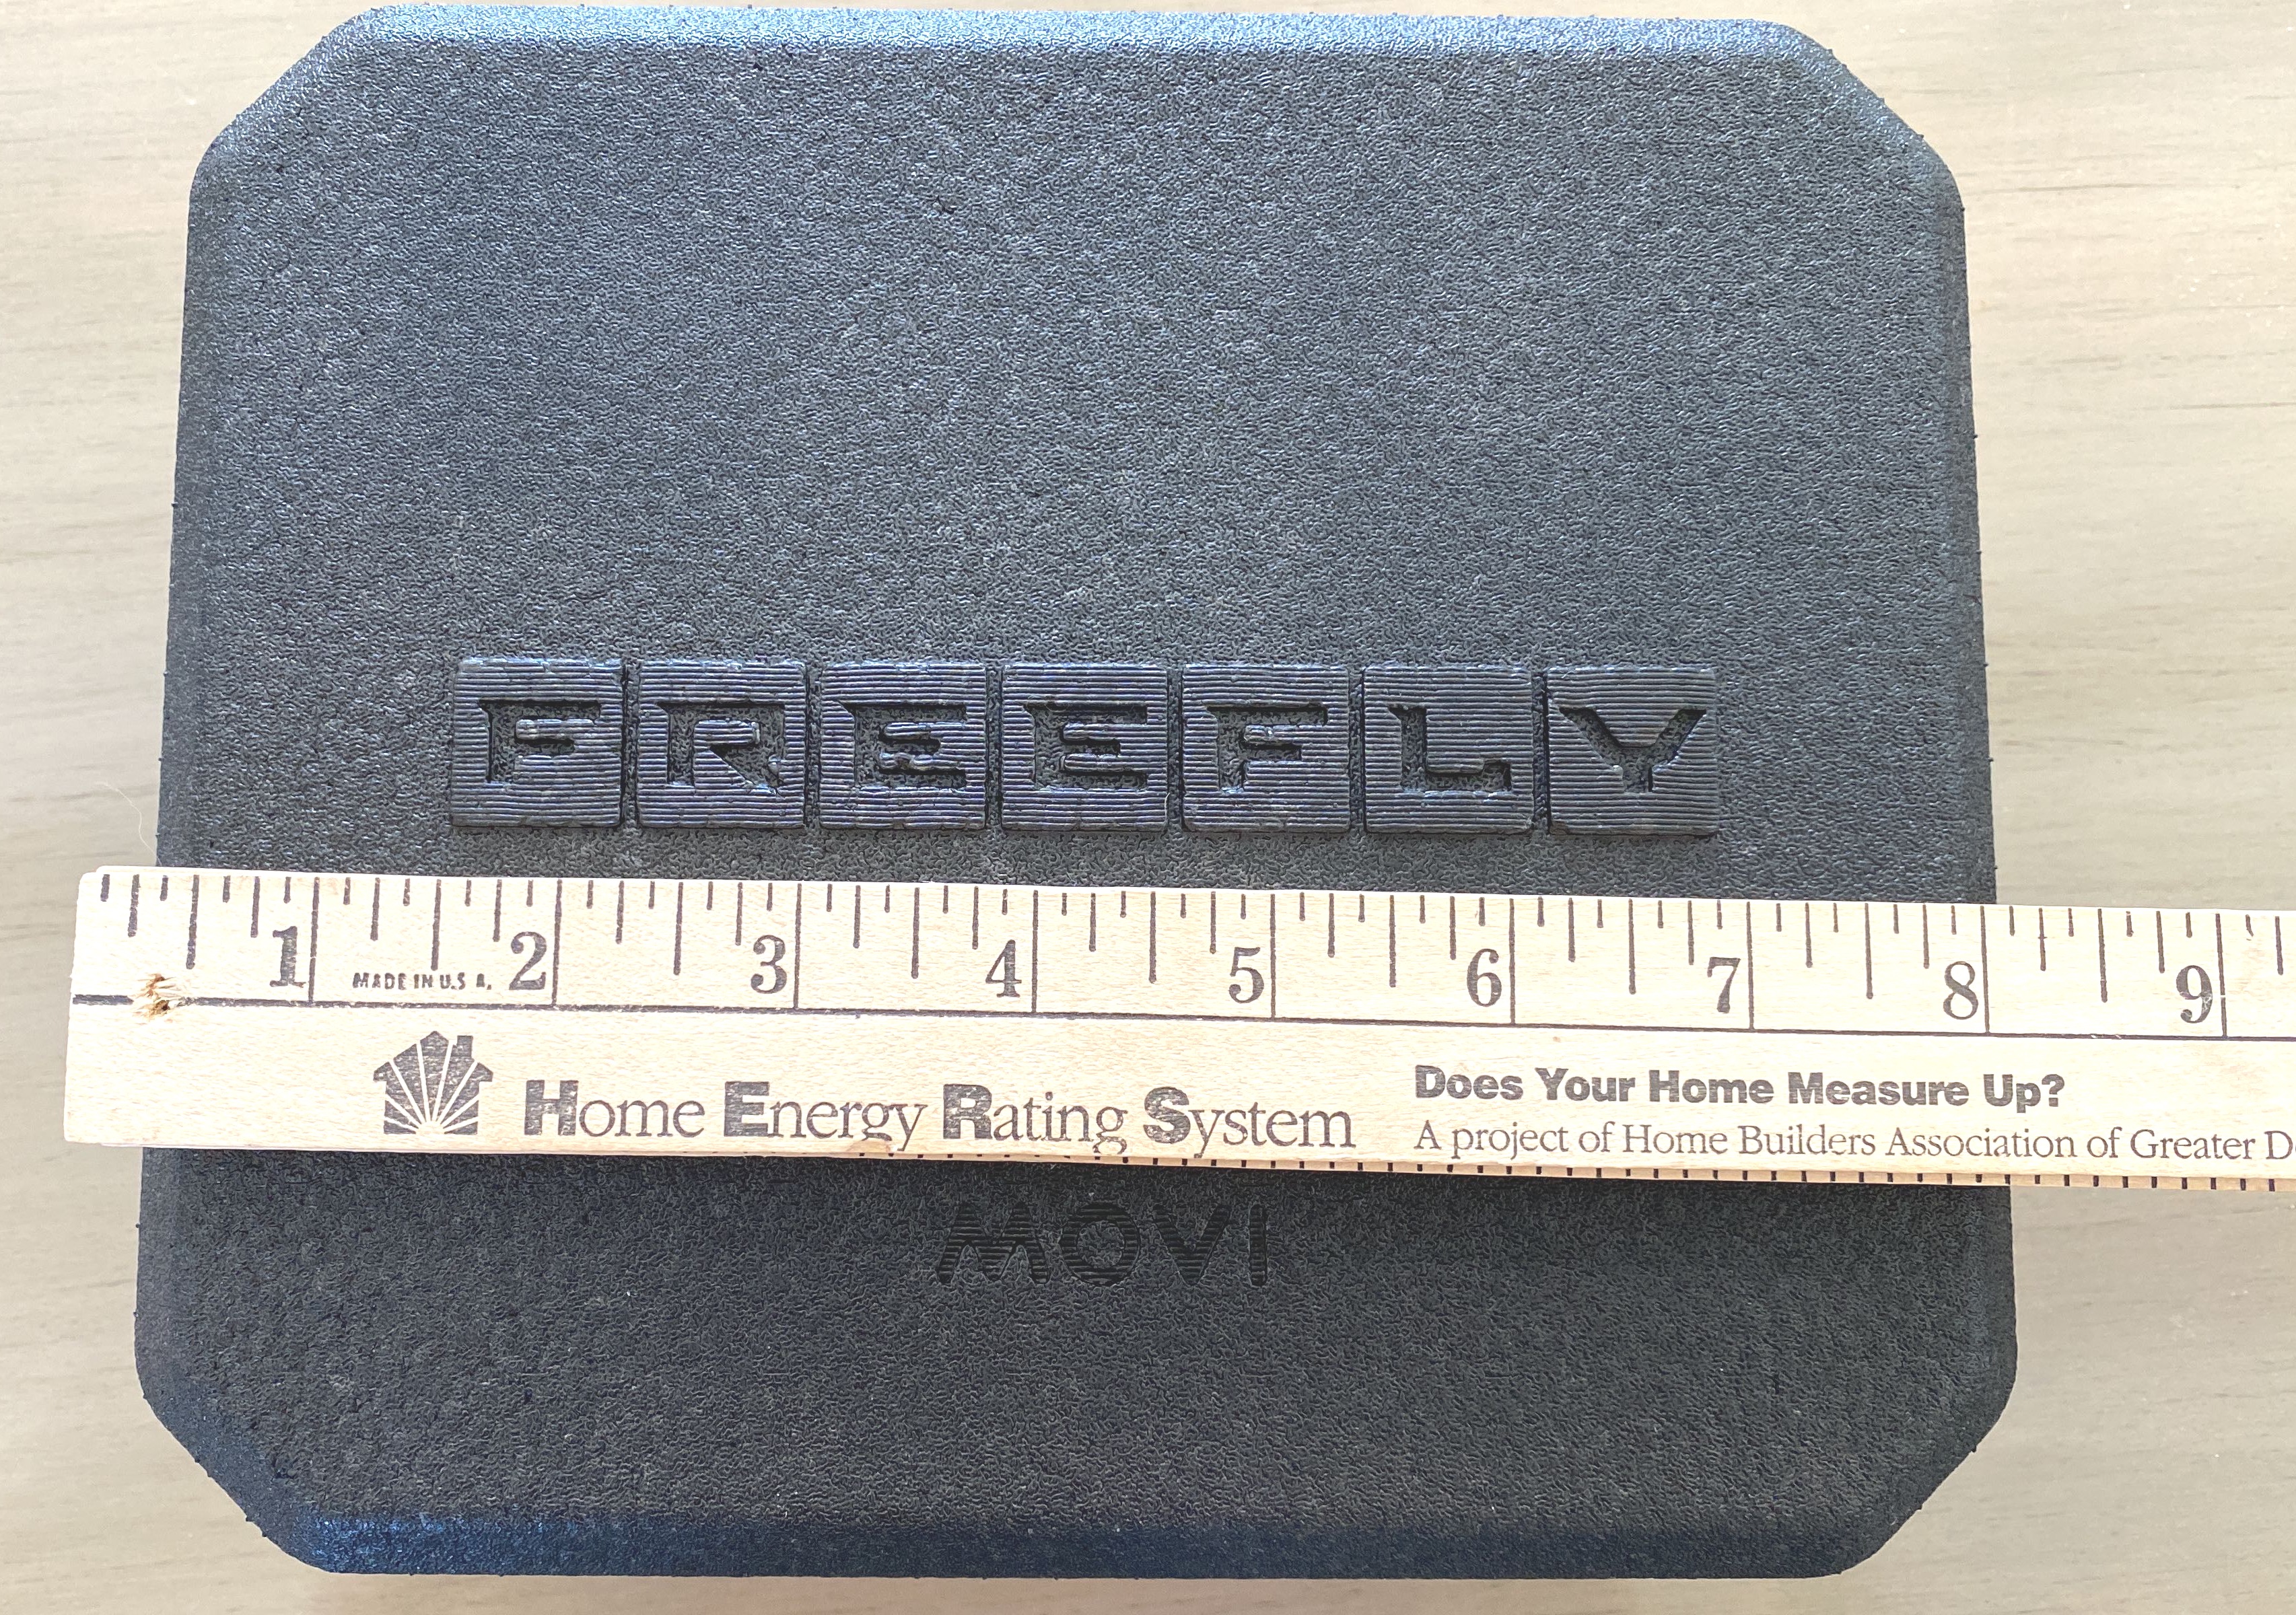 FREEFLY
1 2 3 4 5 6 7 8 9
MADE IN U.S.A.
Home Energy Rating System
Does Your Home Measure Up?
A project of Home Builders Association of Greater D
MOVI